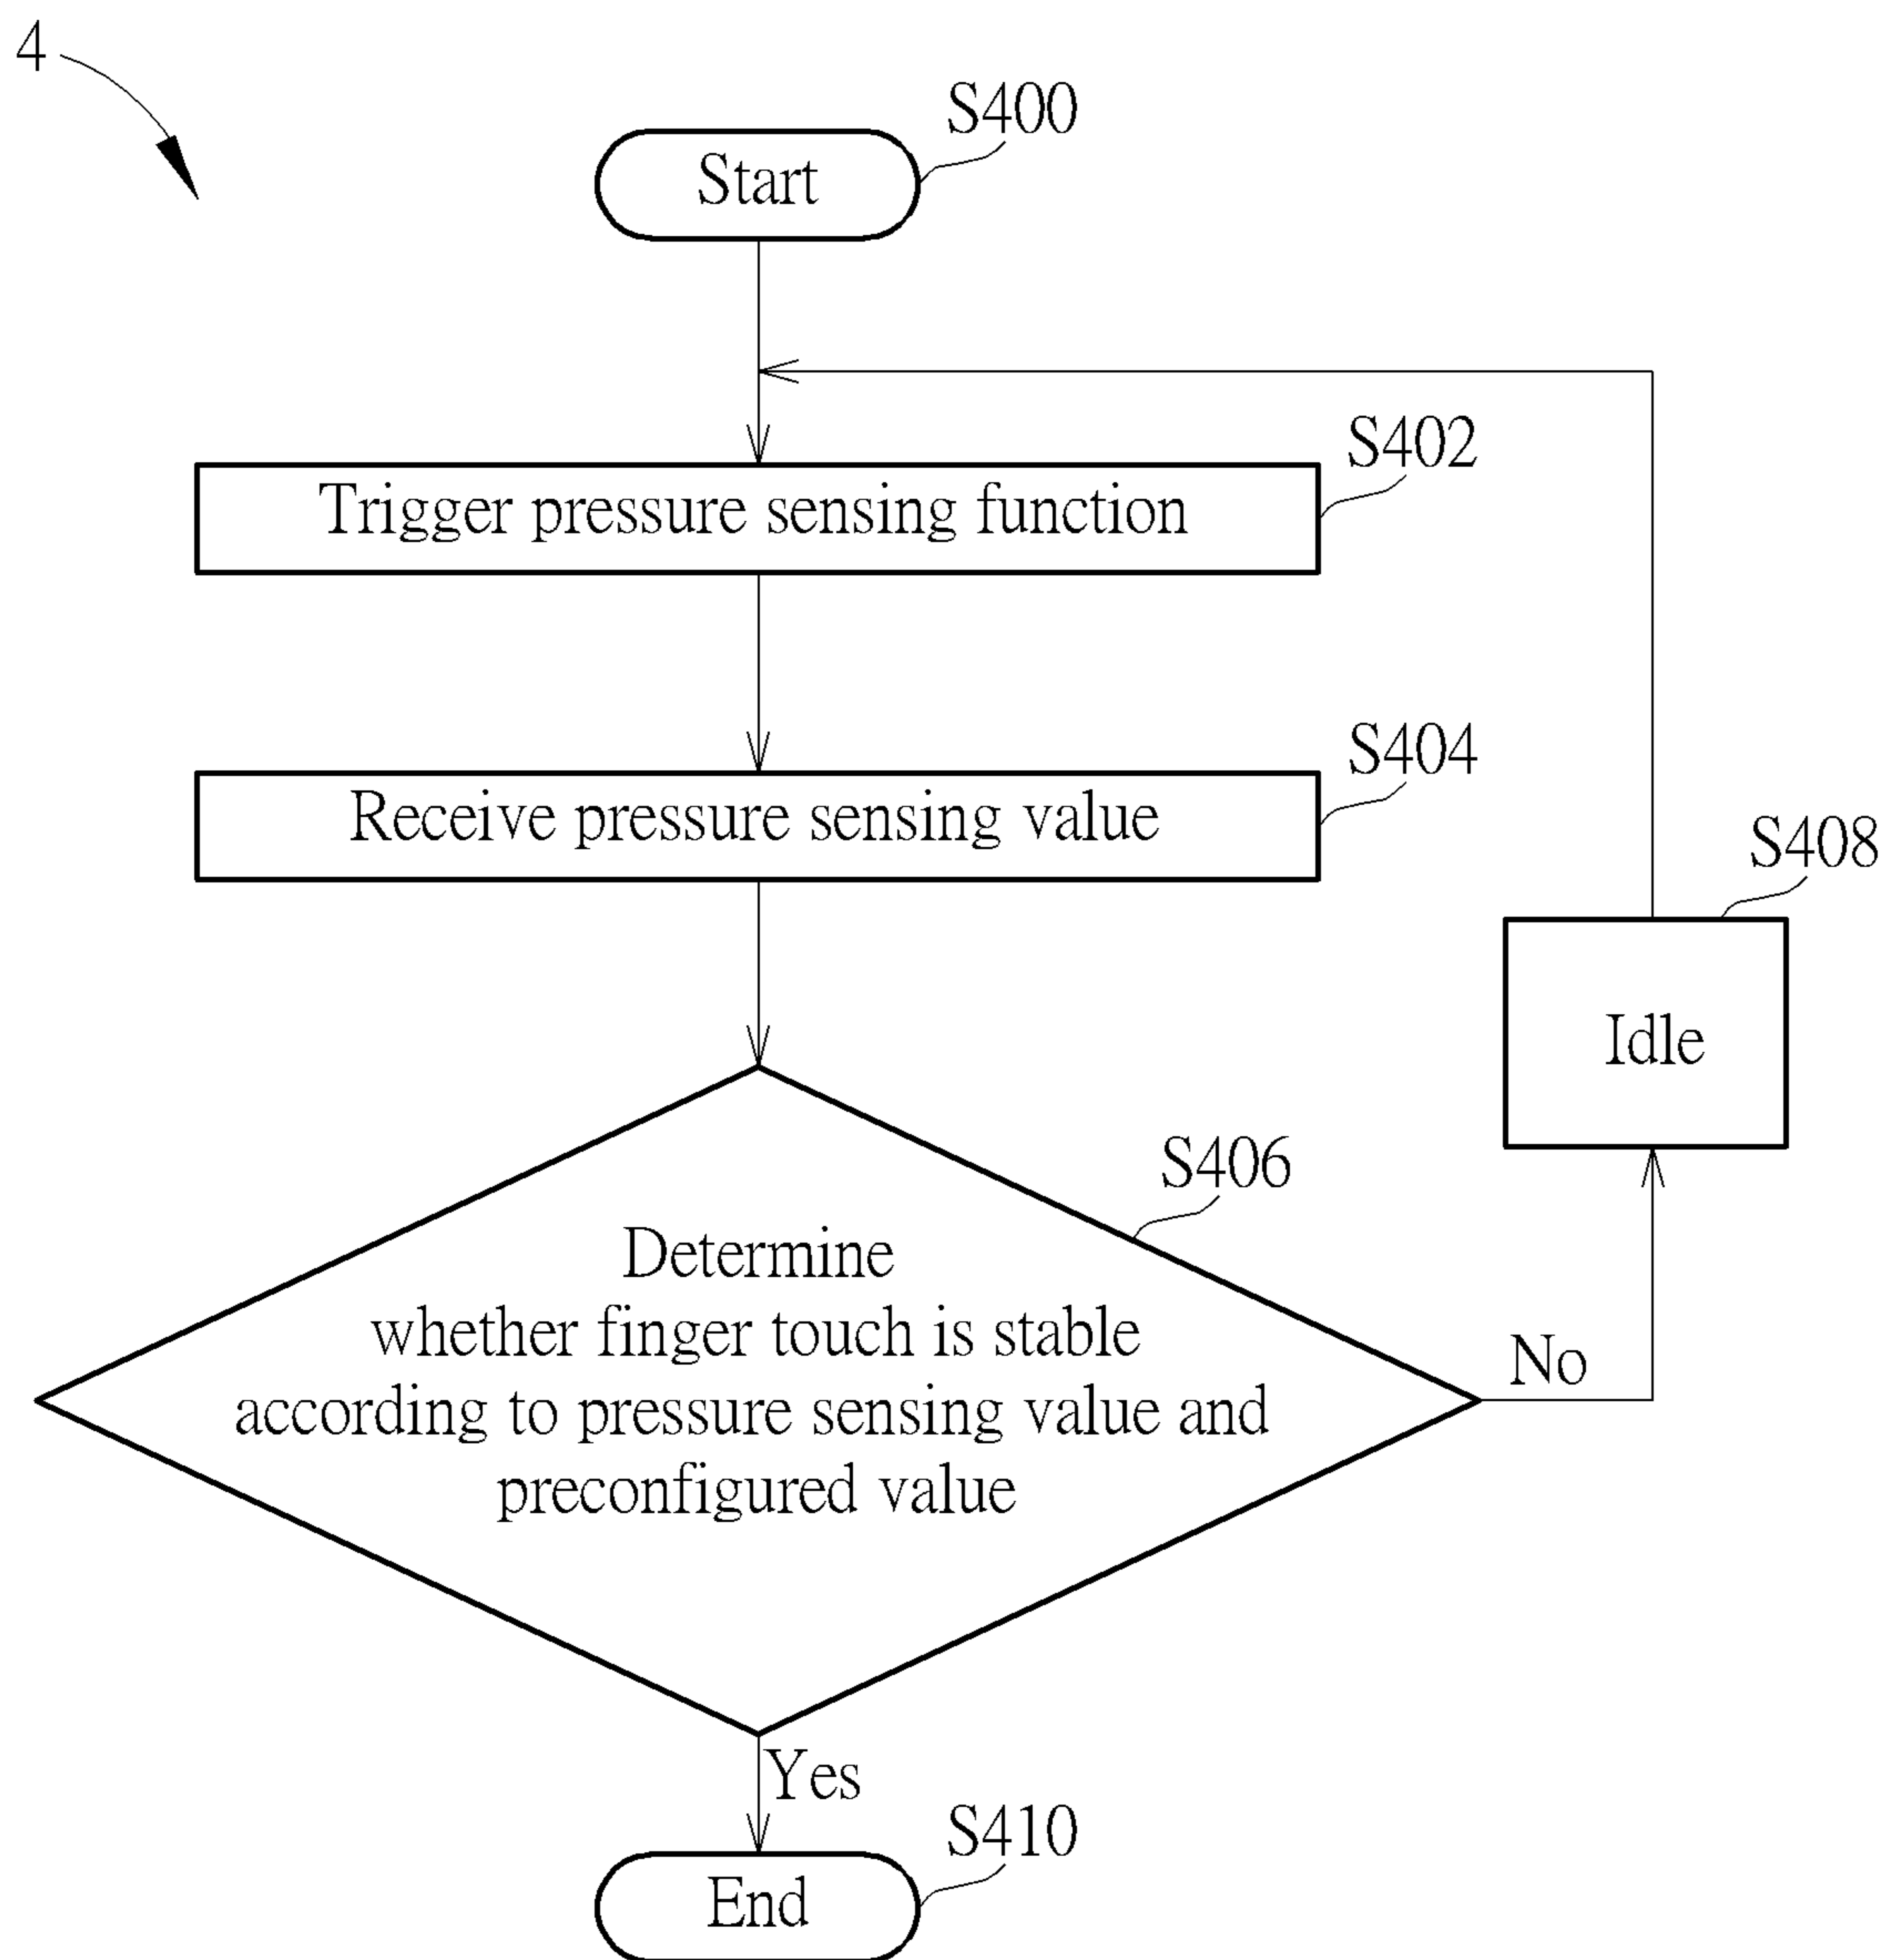 4
S400
Start
S402
Trigger pressure sensing function
S404
Receive pressure sensing value
S408
Idle
S406
Determine
whether finger touch is stable
according to pressure sensing value and
preconfigured value
No
Yes
S410
End